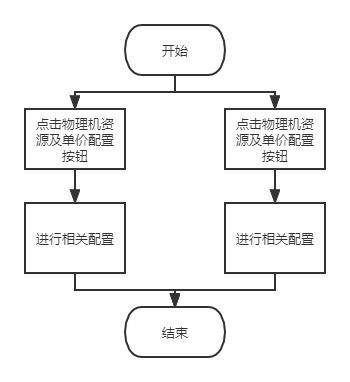 开始
点击物理机资
源及单价配置
按钮
点击物理机资
源及单价配置
按钮
进行相关配置
进行相关配置
结束